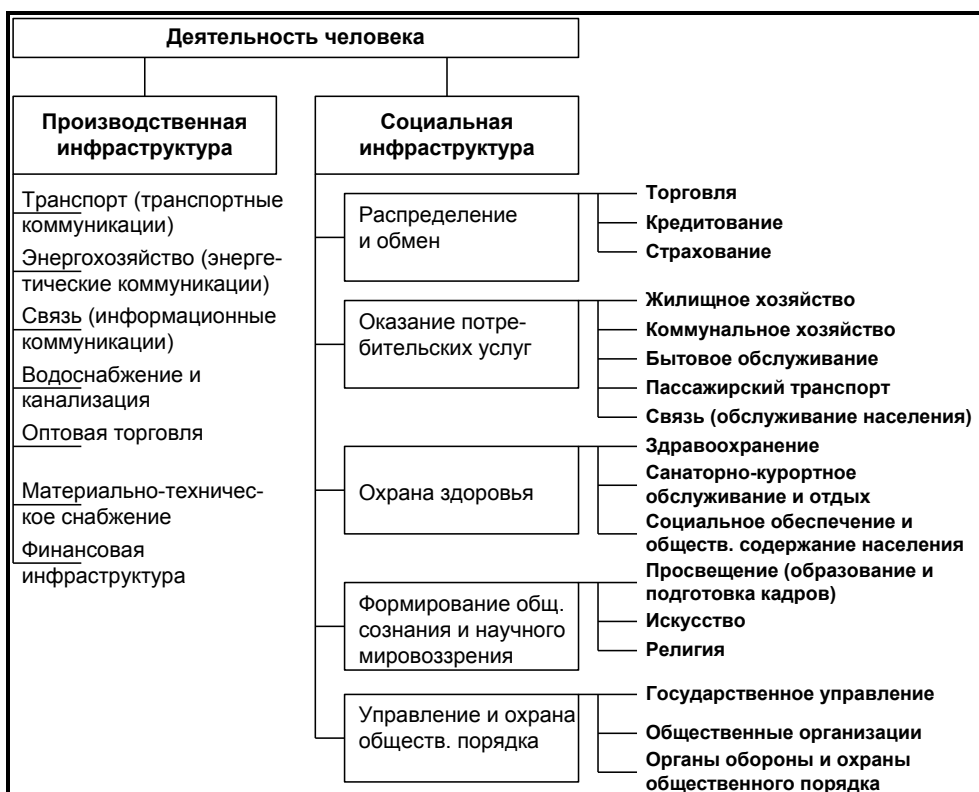 Деятельность человека
Производственная
инфраструктура
Транспорт (транспортные
коммуникации)
Энергохозяйство (энерге-
тические коммуникации)
Связь (информационные
коммуникации)
Водоснабжение и
канализация
Оптовая торговля
Материально-техничес-
кое снабжение
Финансовая
инфраструктура
Социальная
инфраструктура
Распределение
и обмен
Торговля
Кредитование
Страхование
Оказание потре-
бительских услуг
Жилищное хозяйство
Коммунальное хозяйство
Бытовое обслуживание
Пассажирский транспорт
Связь (обслуживание населения)
Охрана здоровья
Здравоохранение
Санаторно-курортное
обслуживание и отдых
Социальное обеспечение и
обществ. содержание населения
Формирование общ.
сознания и научного
мировоззрения
Просвещение (образование и
подготовка кадров)
Искусство
Религия
Управление и охрана
обществ. порядка
Государственное управление
Общественные организации
Органы обороны и охраны
общественного порядка